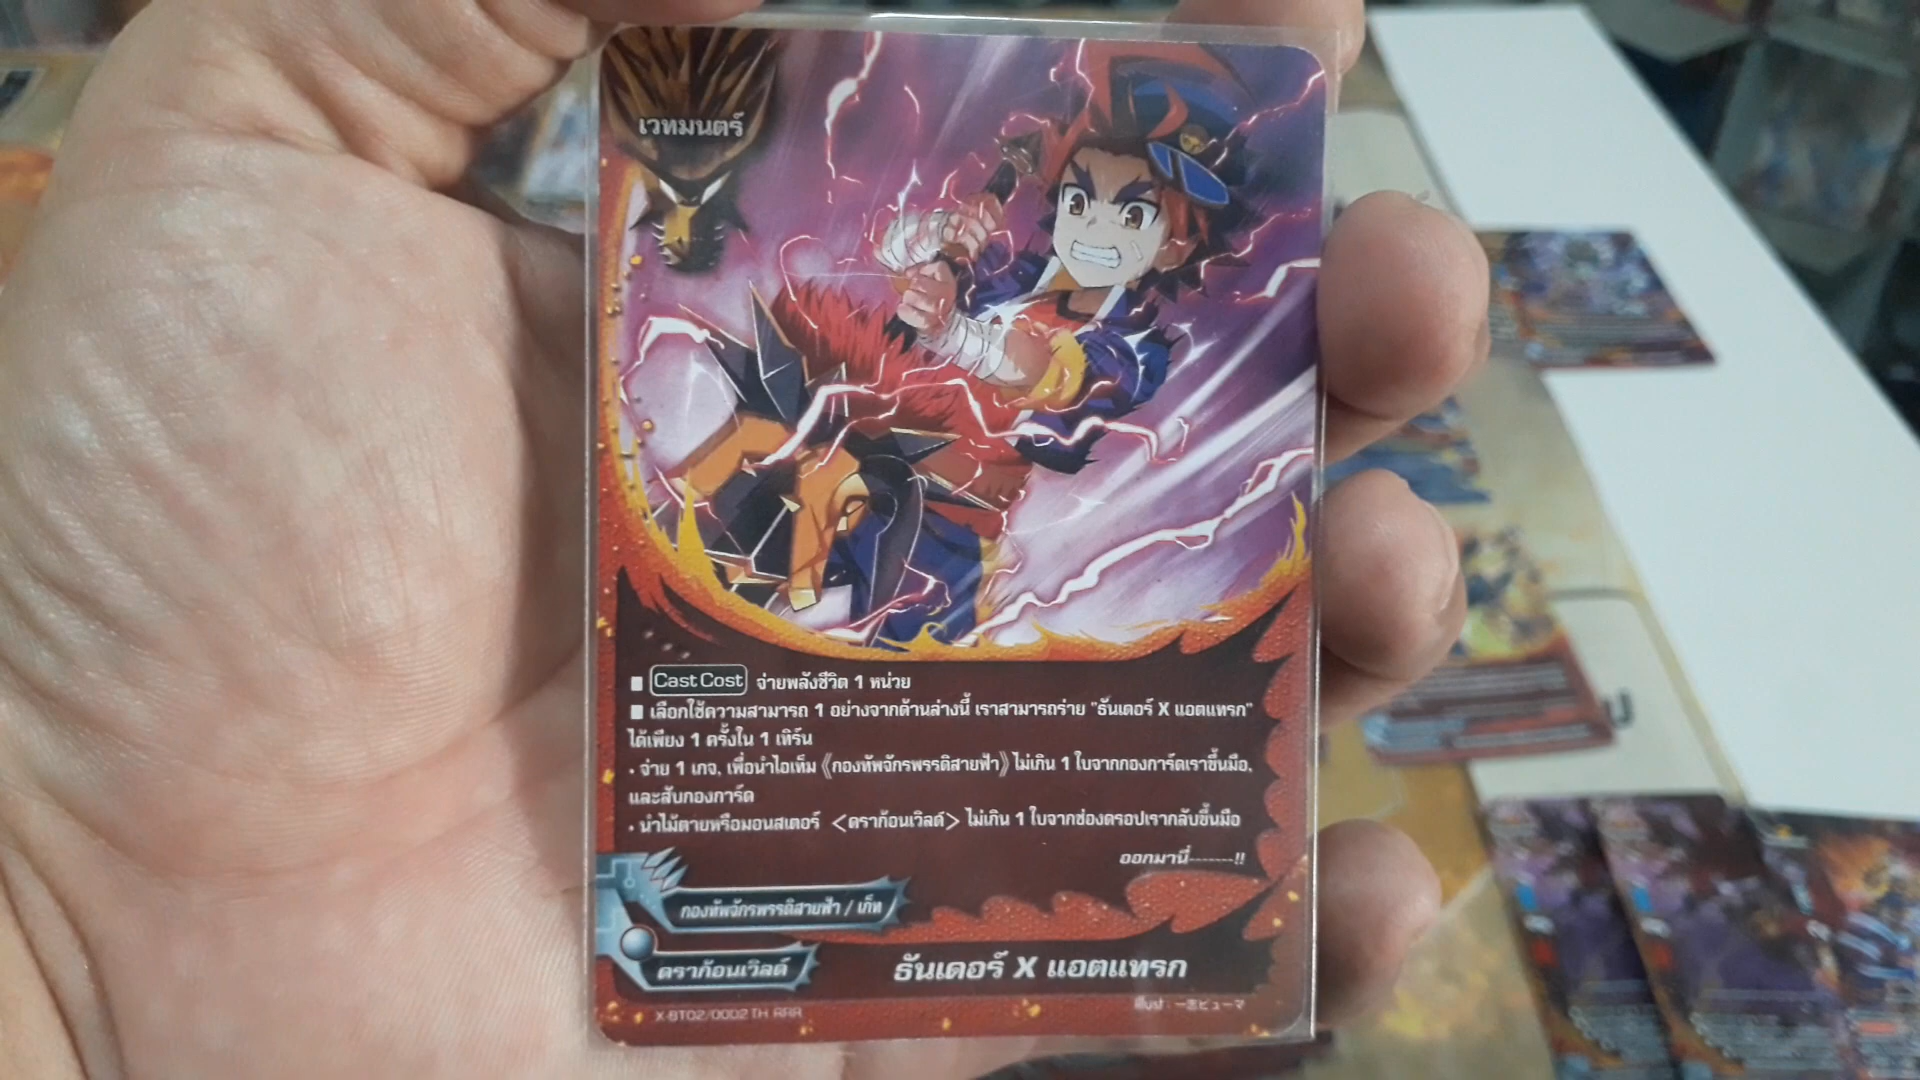 เวทมนตร์
■ CastCost จ่ายพลังชีวิต 1 หน่วย
■ เลือกใช้ความสามารถ 1 อย่างจากด้านล่างนี้ เราสามารถร่าย "ธันเดอร์ X แอตแทรก"
ได้เพียง 1 ครั้งใน 1 เทิร์น
・จ่าย 1 เกจ, เพื่อนำไอเท็ม 《กองทัพจักรพรรดิสายฟ้า》 ไม่เกิน 1 ใบจากกองการ์ดเราขึ้นมือ,
และสับกองการ์ด
・นำไม้ตายหรือมอนสเตอร์ <ดราก้อนเวิลด์> ไม่เกิน 1 ใบจากช่องดรอปเรากลับขึ้นมือ
ออกมานี่-------!!
กองทัพจักรพรรดิสายฟ้า / เก็ท
ดราก้อนเวิลด์
ธันเดอร์ X แอตแทรก
X-BT02/0002TH RRR
一志ピューマ